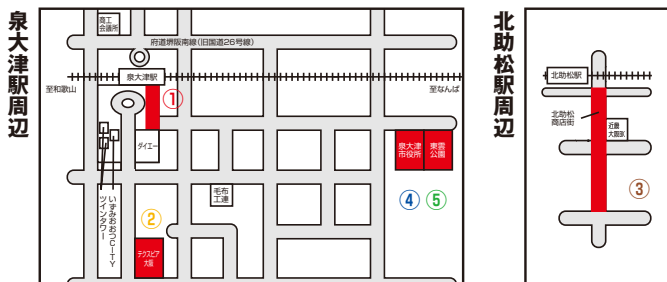 泉大津駅周辺
商工
会議所
府道堺阪南線(旧国道26号線)
泉大津駅
至和歌山
至なんば
①
ダイエー
泉大津
市役所
東雲
公園
④
⑤
毛布
工連
②
テクスピア
大阪
いずみおおつCITY
ツインタワー
北助松駅周辺
北助松駅
北助松
商店街
近畿
大阪銀
③